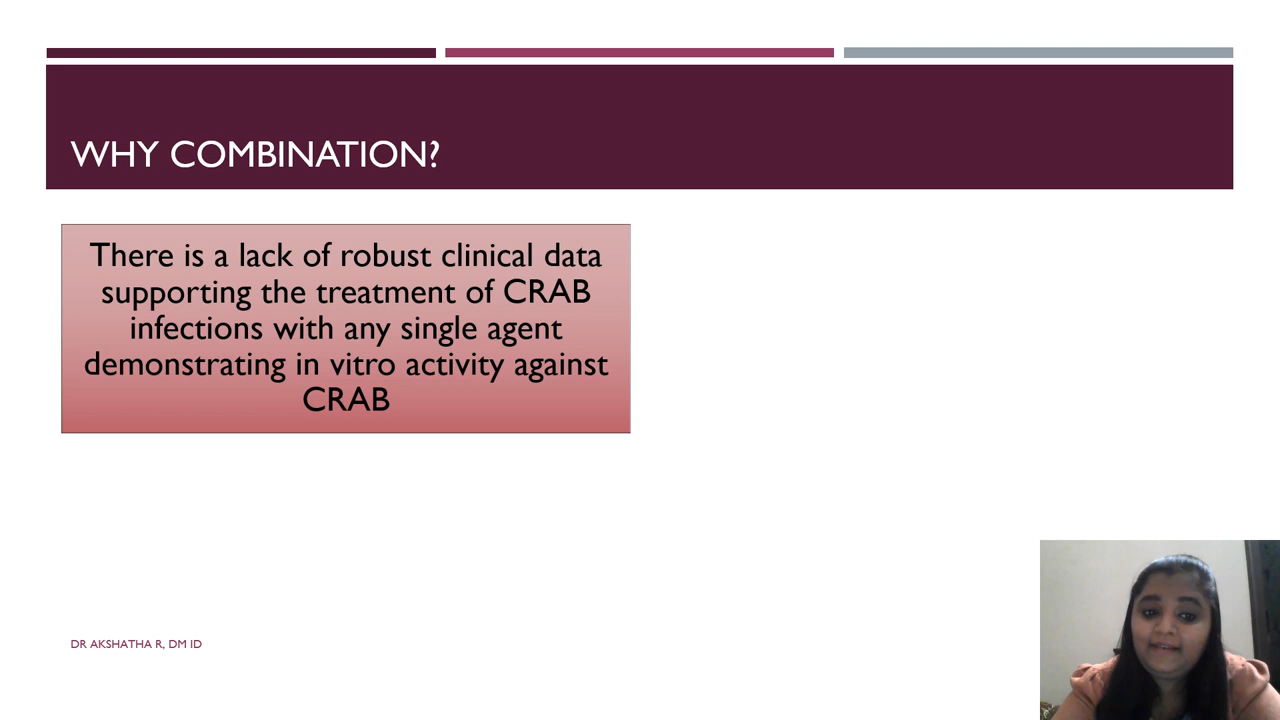 WHY COMBINATION?
There is a lack of robust clinical data
supporting the treatment of CRAB
infections with any single agent
demonstrating in vitro activity against
CRAB
DR AKSHATHA R, DM ID